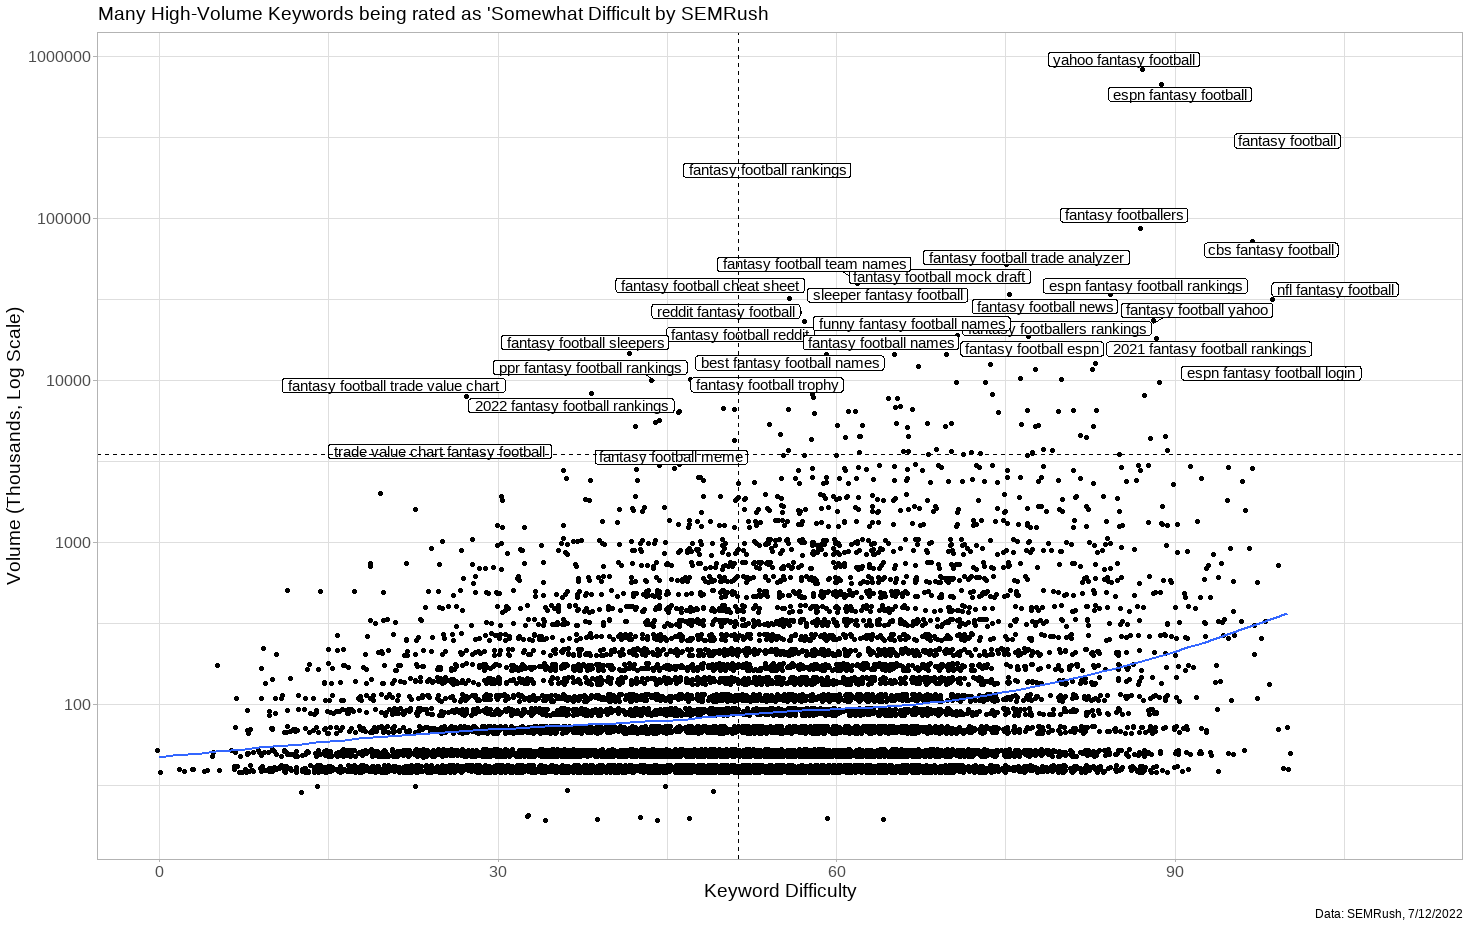 Many High-Volume Keywords being rated as 'Somewhat Difficult by SEMRush
Volume (Thousands, Log Scale)
1000000
100000
10000
1000
100
yahoo fantasy football
espn fantasy football
fantasy football
fantasy football rankings
fantasy footballers
cbs fantasy football
fantasy football trade analyzer
fantasy football team names
fantasy football mock draft
fantasy football cheat sheet
espn fantasy football rankings
nfl fantasy football
sleeper fantasy football
fantasy football news
reddit fantasy football
fantasy football yahoo
funny fantasy football names
fantasy footballers rankings
fantasy football reddit
fantasy football sleepers
fantasy football names
fantasy football espn
2021 fantasy football rankings
best fantasy football names
ppr fantasy football rankings
espn fantasy football login
fantasy football trade value chart
fantasy football trophy
2022 fantasy football rankings
trade value chart fantasy football
fantasy football meme
0
30
60
90
Keyword Difficulty
Data: SEMRush, 7/12/2022